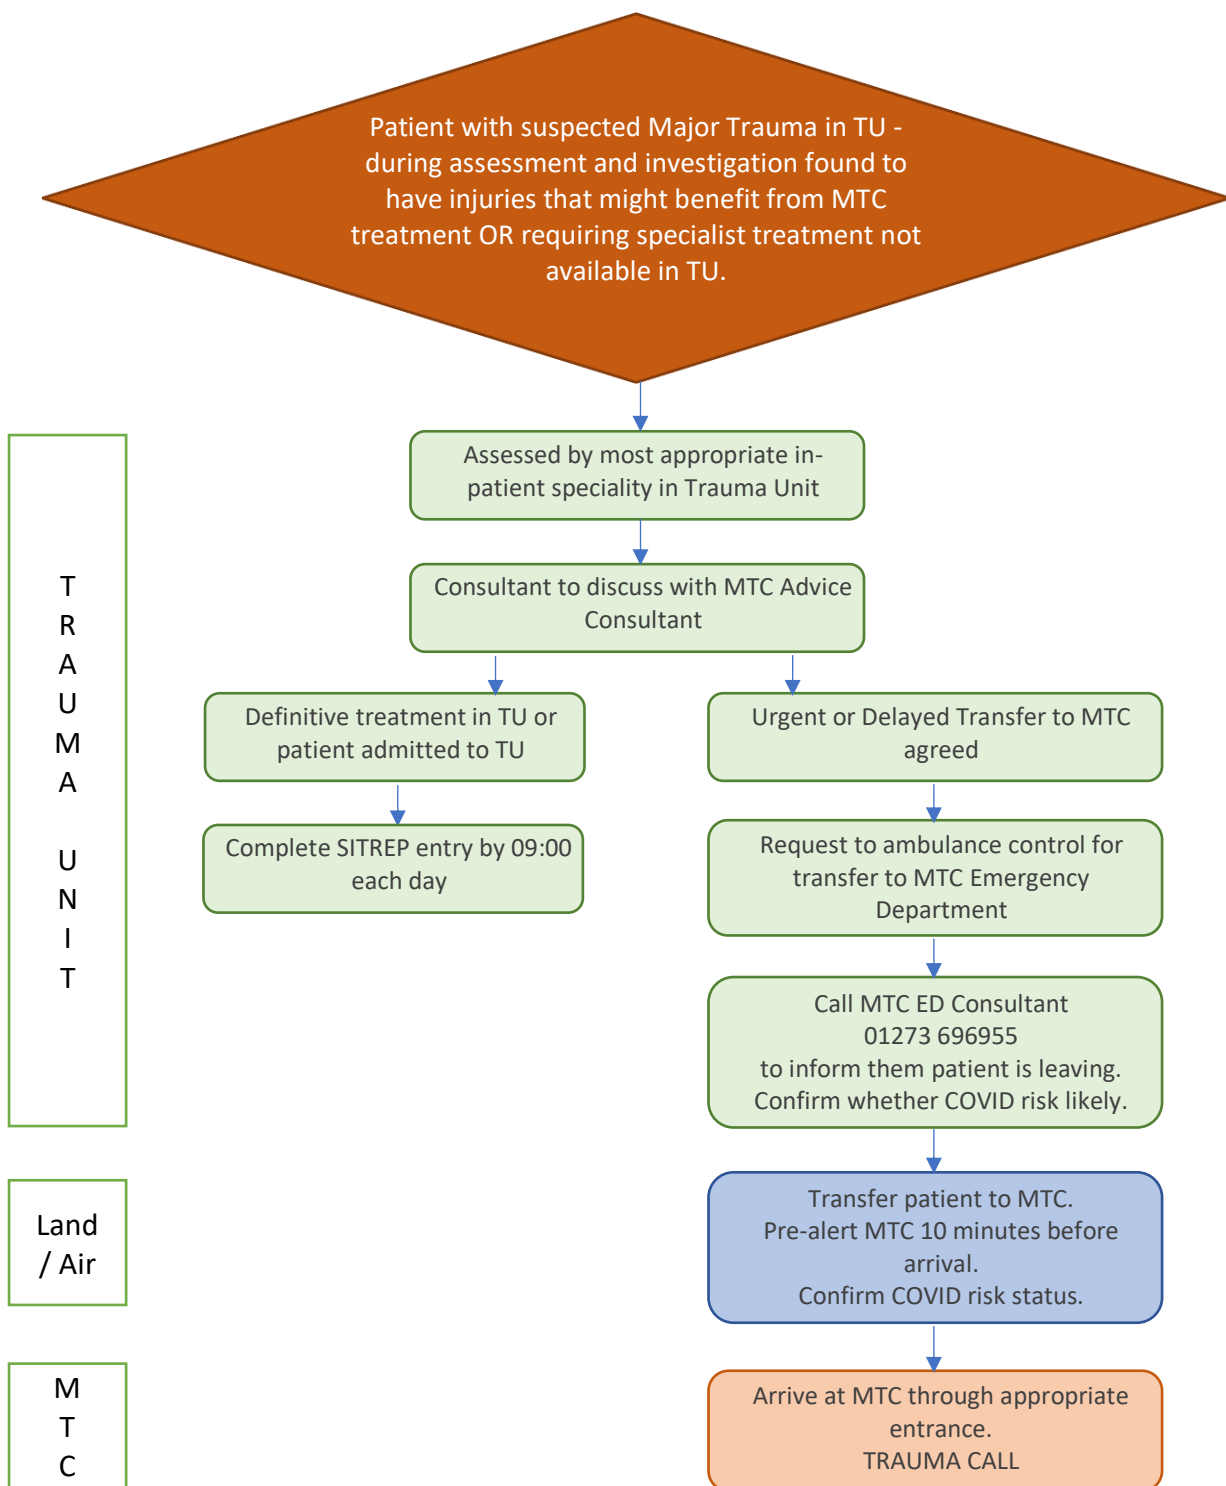 Patient with suspected Major Trauma in TU -
during assessment and investigation found to
have injuries that might benefit from MTC
treatment OR requiring specialist treatment not
available in TU.
TRAUMA UNIT
Assessed by most appropriate in-
patient speciality in Trauma Unit
Consultant to discuss with MTC Advice
Consultant
Definitive treatment in TU or
patient admitted to TU
Complete SITREP entry by 09:00
each day
Urgent or Delayed Transfer to MTC
agreed
Request to ambulance control for
transfer to MTC Emergency
Department
Call MTC ED Consultant
01273 696955
to inform them patient is leaving.
Confirm whether COVID risk likely.
Land
/ Air
Transfer patient to MTC.
Pre-alert MTC 10 minutes before
arrival.
Confirm COVID risk status.
MTC
Arrive at MTC through appropriate
entrance.
TRAUMA CALL